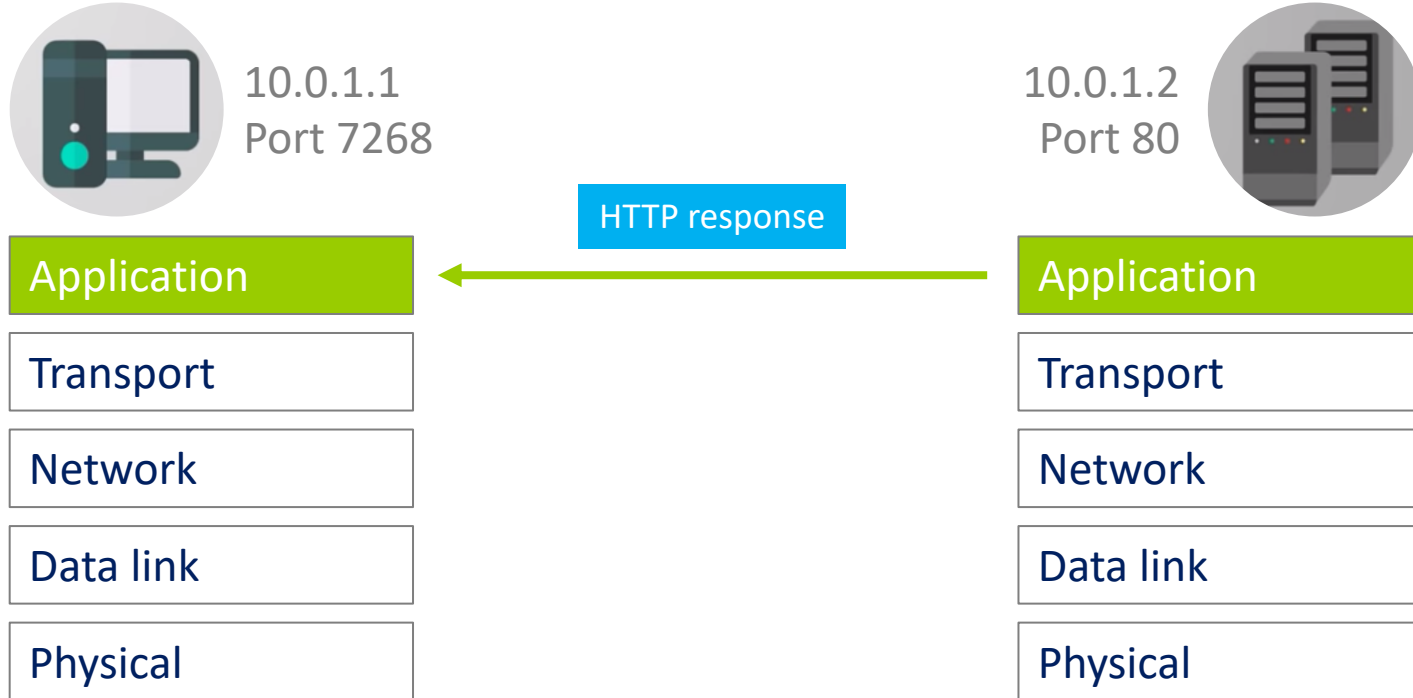 10.0.1.1
Port 7268
10.0.1.2
Port 80
HTTP response
Application
Application
Transport
Transport
Network
Network
Data link
Data link
Physical
Physical